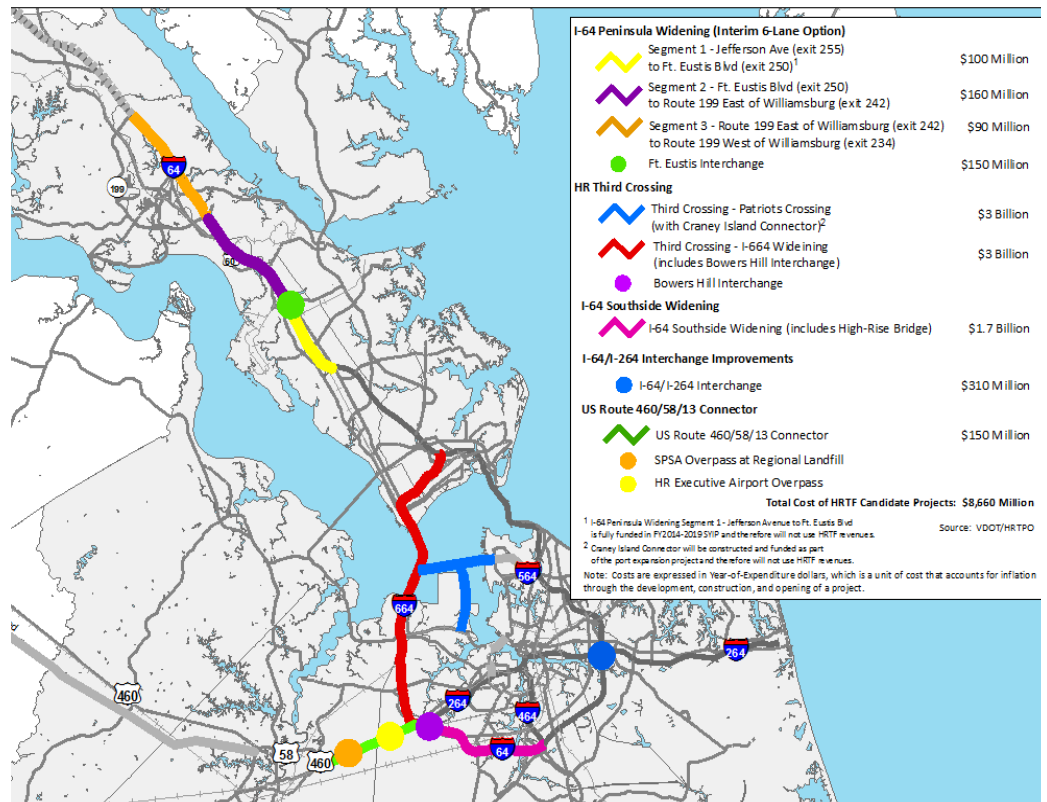 I-64 Peninsula Widening (Interim 6-Lane Option)
Segment 1 - Jefferson Ave (exit 255)
to Ft. Eustis Blvd (exit 250)1
$100 Million
Segment 2 - Ft. Eustis Blvd (exit 250)
to Route 199 East of Williamsburg (exit 242)
$160 Million
Segment 3 - Route 199 East of Williamsburg (exit 242)
to Route 199 West of Williamsburg (exit 234)
$90 Million
Ft. Eustis Interchange
$150 Million
HR Third Crossing
Third Crossing - Patriots Crossing
(with Craney Island Connector)2
$3 Billion
Third Crossing - I-664 Wideining
(includes Bowers Hill Interchange)
$3 Billion
Bowers Hill Interchange
I-64 Southside Widening
I-64 Southside Widening (includes High-Rise Bridge)
$1.7 Billion
I-64/I-264 Interchange Improvements
I-64/I-264 Interchange
$310 Million
US Route 460/58/13 Connector
US Route 460/58/13 Connector
$150 Million
SPSA Overpass at Regional Landfill
HR Executive Airport Overpass
Total Cost of HRTF Candidate Projects: $8,660 Million
1 I-64 Peninsula Widening Segment 1 - Jefferson Avenue to Ft. Eustis Blvd
is fully funded in FY2014-2019 SYIP and therefore will not use HRTF revenues.
Source: VDOT/HRTPO
2 Craney Island Connector will be constructed and funded as part
of the port expansion project and therefore will not use HRTF revenues.
Note: Costs are expressed in Year-of-Expenditure dollars, which is a unit of cost that accounts for inflation
through the development, construction, and opening of a project.
64
199
60
564
664
264
460
264
464
58
460
64